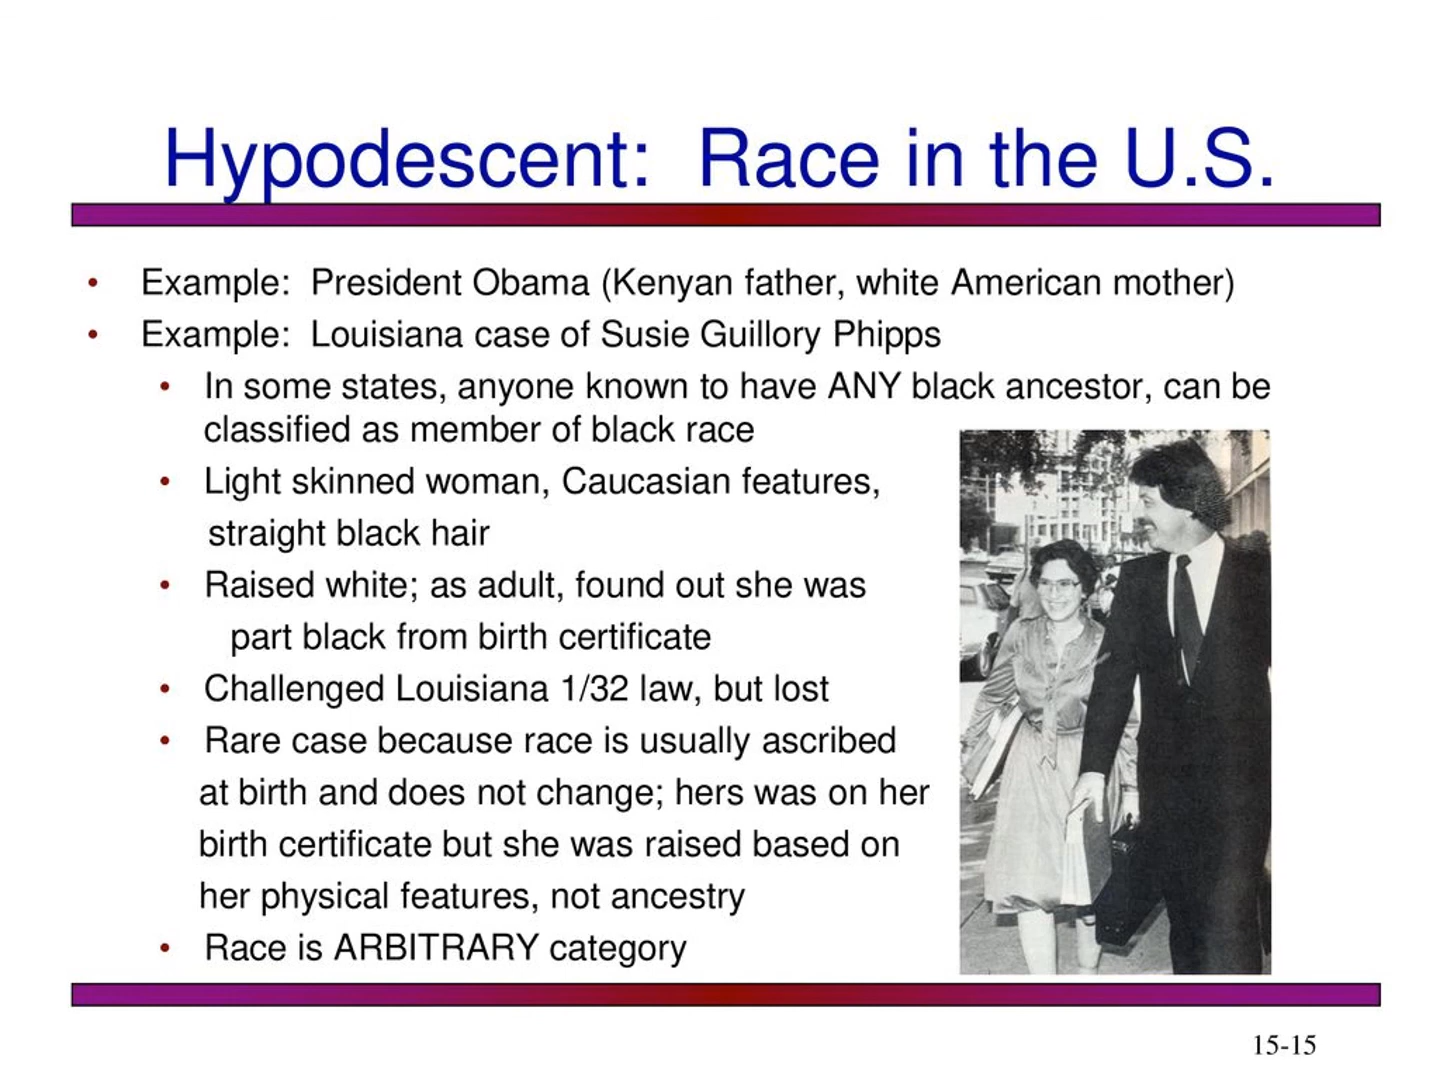 Hypodescent: Race in the U.S.
• Example: President Obama (Kenyan father, white American mother)
• Example: Louisiana case of Susie Guillory Phipps
• In some states, anyone known to have ANY black ancestor, can be
classified as member of black race
• Light skinned woman, Caucasian features,
straight black hair
• Raised white; as adult, found out she was
part black from birth certificate
• Challenged Louisiana 1/32 law, but lost
• Rare case because race is usually ascribed
at birth and does not change; hers was on her
birth certificate but she was raised based on
her physical features, not ancestry
• Race is ARBITRARY category
15-15